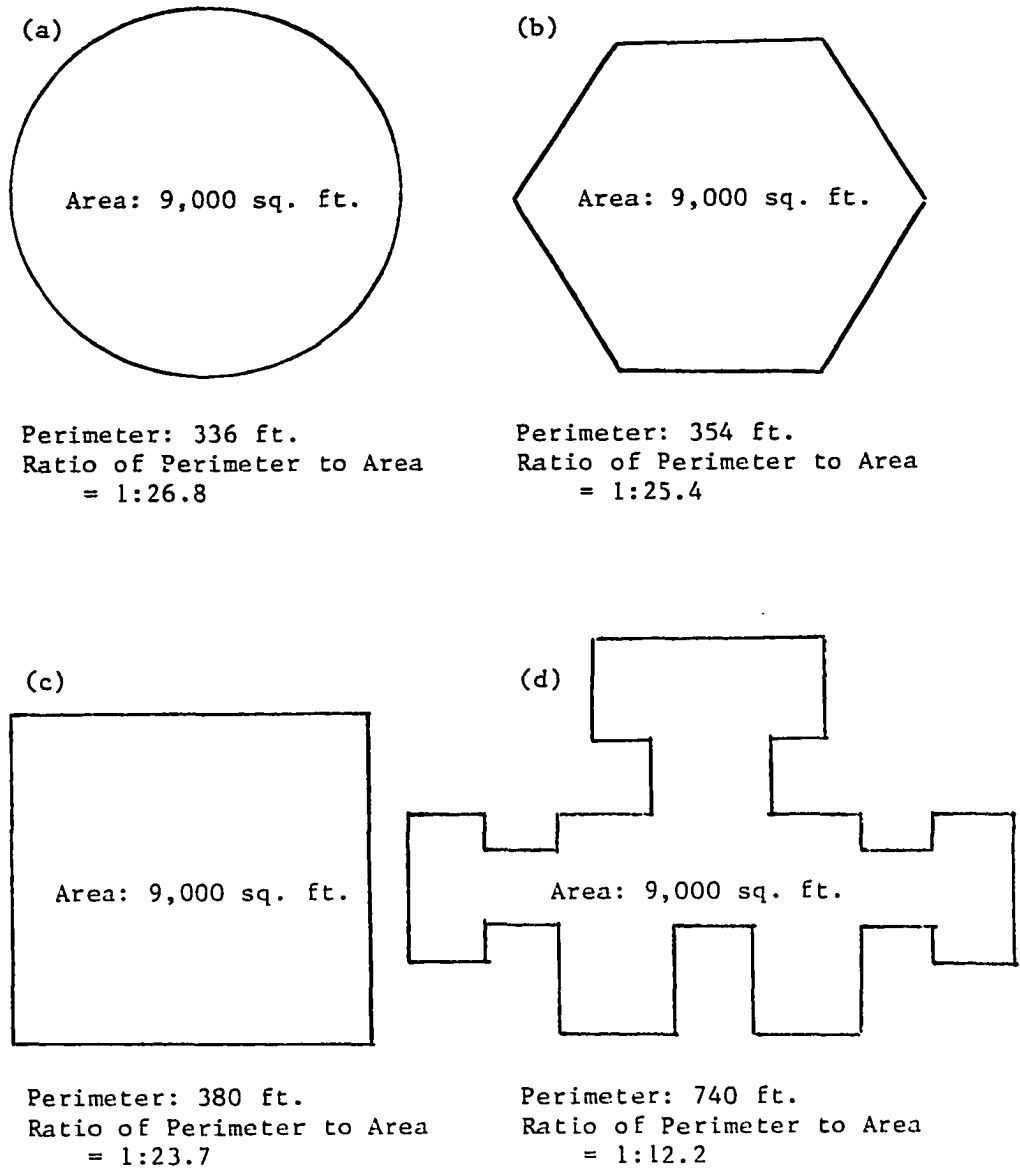 (a)
Area: 9,000 sq. ft.
Perimeter: 336 ft.
Ratio of Perimeter to Area
= 1:26.8
(b)
Area: 9,000 sq. ft.
Perimeter: 354 ft.
Ratio of Perimeter to Area
= 1:25.4
(c)
Area: 9,000 sq. ft.
Perimeter: 380 ft.
Ratio of Perimeter to Area
= 1:23.7
(d)
Area: 9,000 sq. ft.
Perimeter: 740 ft.
Ratio of Perimeter to Area
= 1:12.2